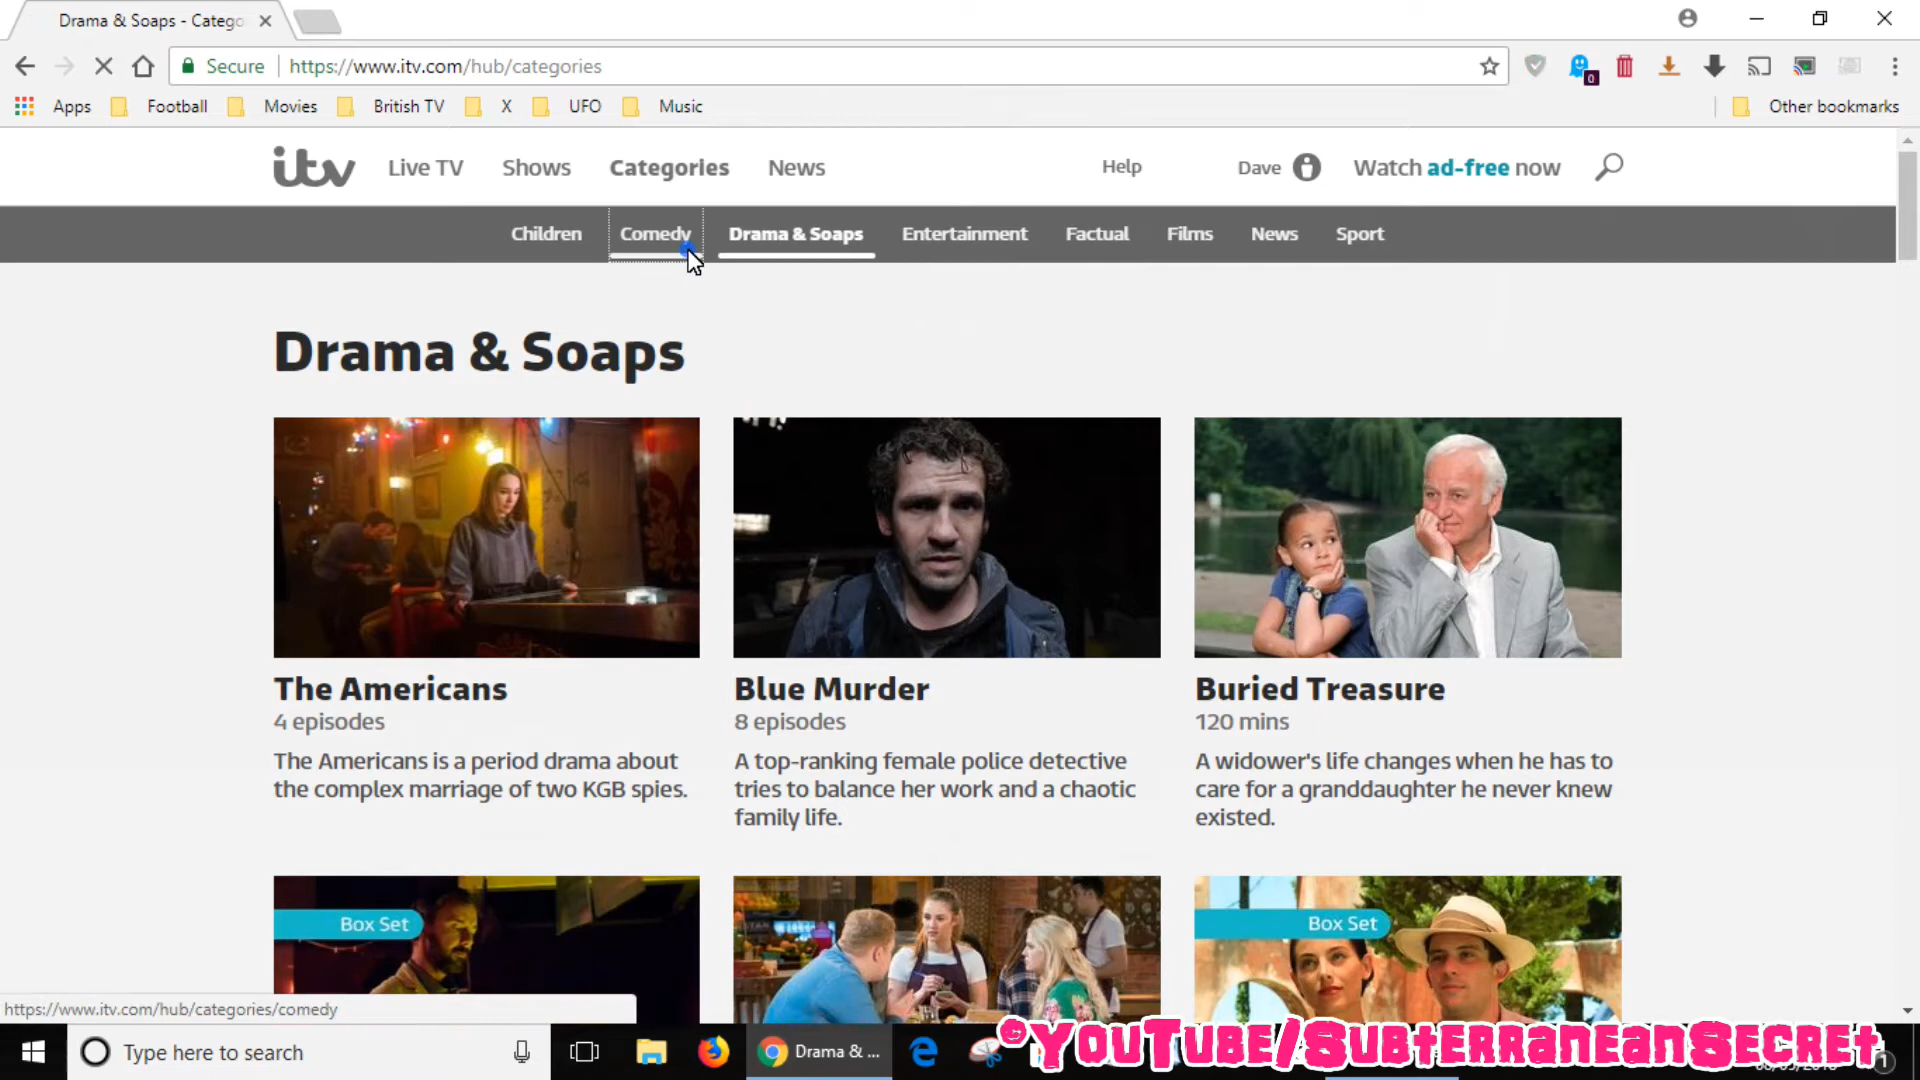 Drama & Soaps - Catego
Secure
https://www.itv.com/hub/categories
0
Apps
Football
Movies
British TV
X
UFO
Music
Other bookmarks
itv
Live TV
Shows
Categories
News
Help
Dave
Watch ad-free now
Children
Comedy
Drama & Soaps
Entertainment
Factual
Films
News
Sport
Drama & Soaps
The Americans
4 episodes
The Americans is a period drama about
the complex marriage of two KGB spies.
Blue Murder
8 episodes
A top-ranking female police detective
tries to balance her work and a chaotic
family life.
Buried Treasure
120 mins
A widower's life changes when he has to
care for a granddaughter he never knew
existed.
Box Set
Box Set
https://www.itv.com/hub/categories/comedy
Type here to search
Drama & ...
©YouTube/SubterraneanSecret
1